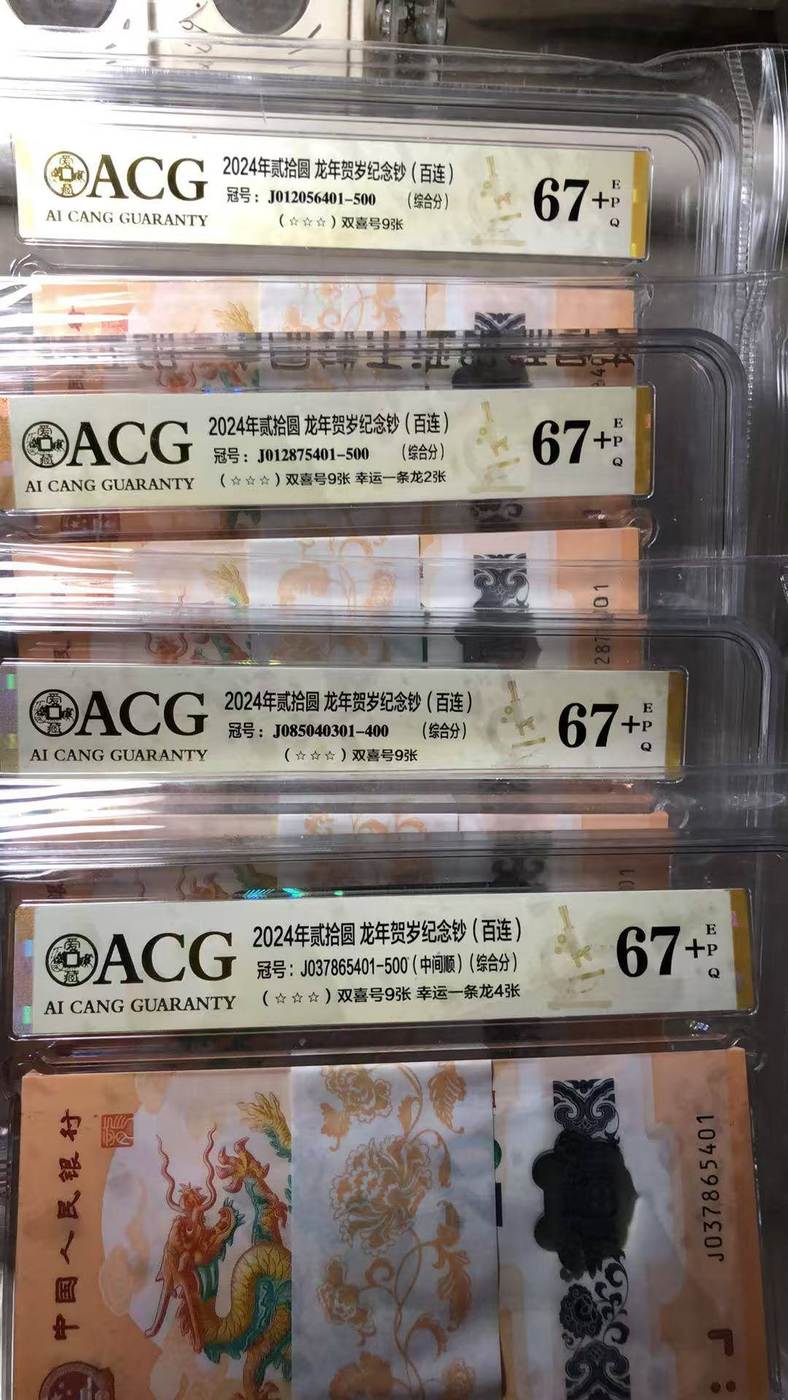 ACG
AI CANG GUARANTY
2024年贰拾圆 龙年贺岁纪念钞（百连）
冠号：J012056401-500 （综合分）
（☆☆☆）双喜号9张
67+ EPQ
ACG
AI CANG GUARANTY
2024年贰拾圆 龙年贺岁纪念钞（百连）
冠号：J012875401-500 （综合分）
（☆☆☆）双喜号9张 幸运一条龙2张
67+ EPQ
01
ACG
AI CANG GUARANTY
2024年贰拾圆 龙年贺岁纪念钞（百连）
冠号：J085040301-400 （综合分）
（☆☆☆）双喜号9张
67+ EPQ
01
ACG
AI CANG GUARANTY
2024年贰拾圆 龙年贺岁纪念钞（百连）
冠号：J037865401-500（中间顺）（综合分）
（☆☆☆）双喜号9张 幸运一条龙4张
67+ EPQ
中国人民银行
J037865401